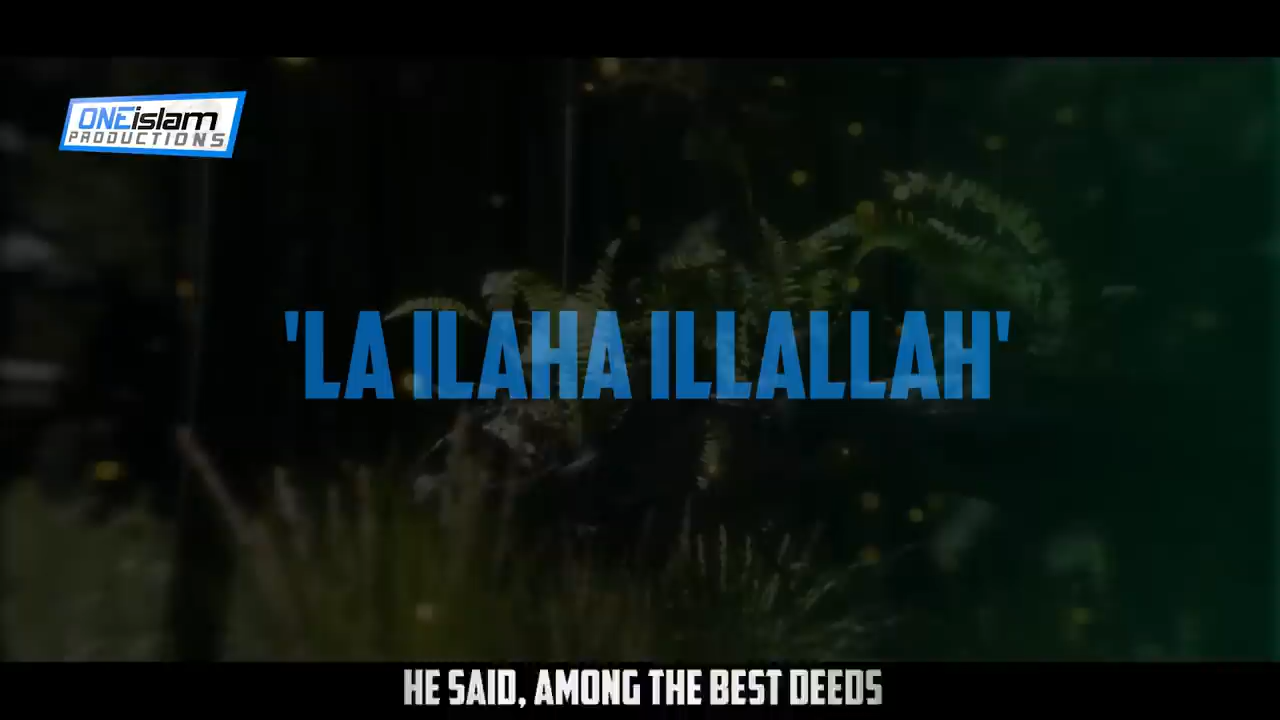 ONEislam
PRODUCTIONS
'LA ILAHA ILLALLAH'
HE SAID, AMONG THE BEST DEEDS